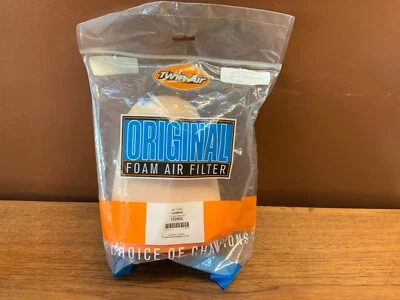 TWIN AIR
ORIGINAL
FOAM AIR FILTER
CHOICE OF CHAMPIONS